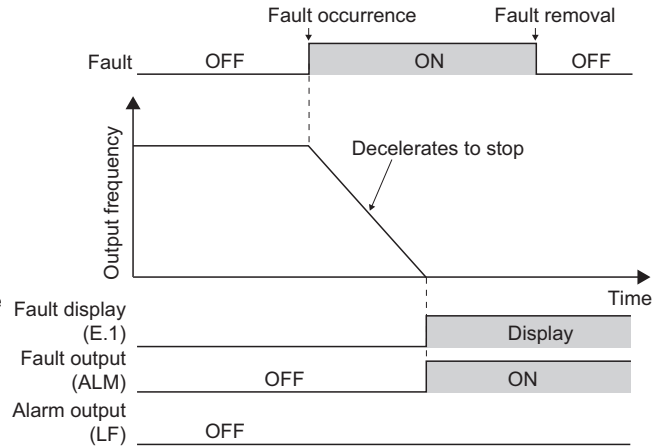 Fault occurrence
Fault removal
Fault
OFF
ON
OFF
Output frequency
Decelerates to stop
Time
e
Fault display
(E.1)
Display
Fault output
(ALM)
OFF
ON
Alarm output
(LF)
OFF